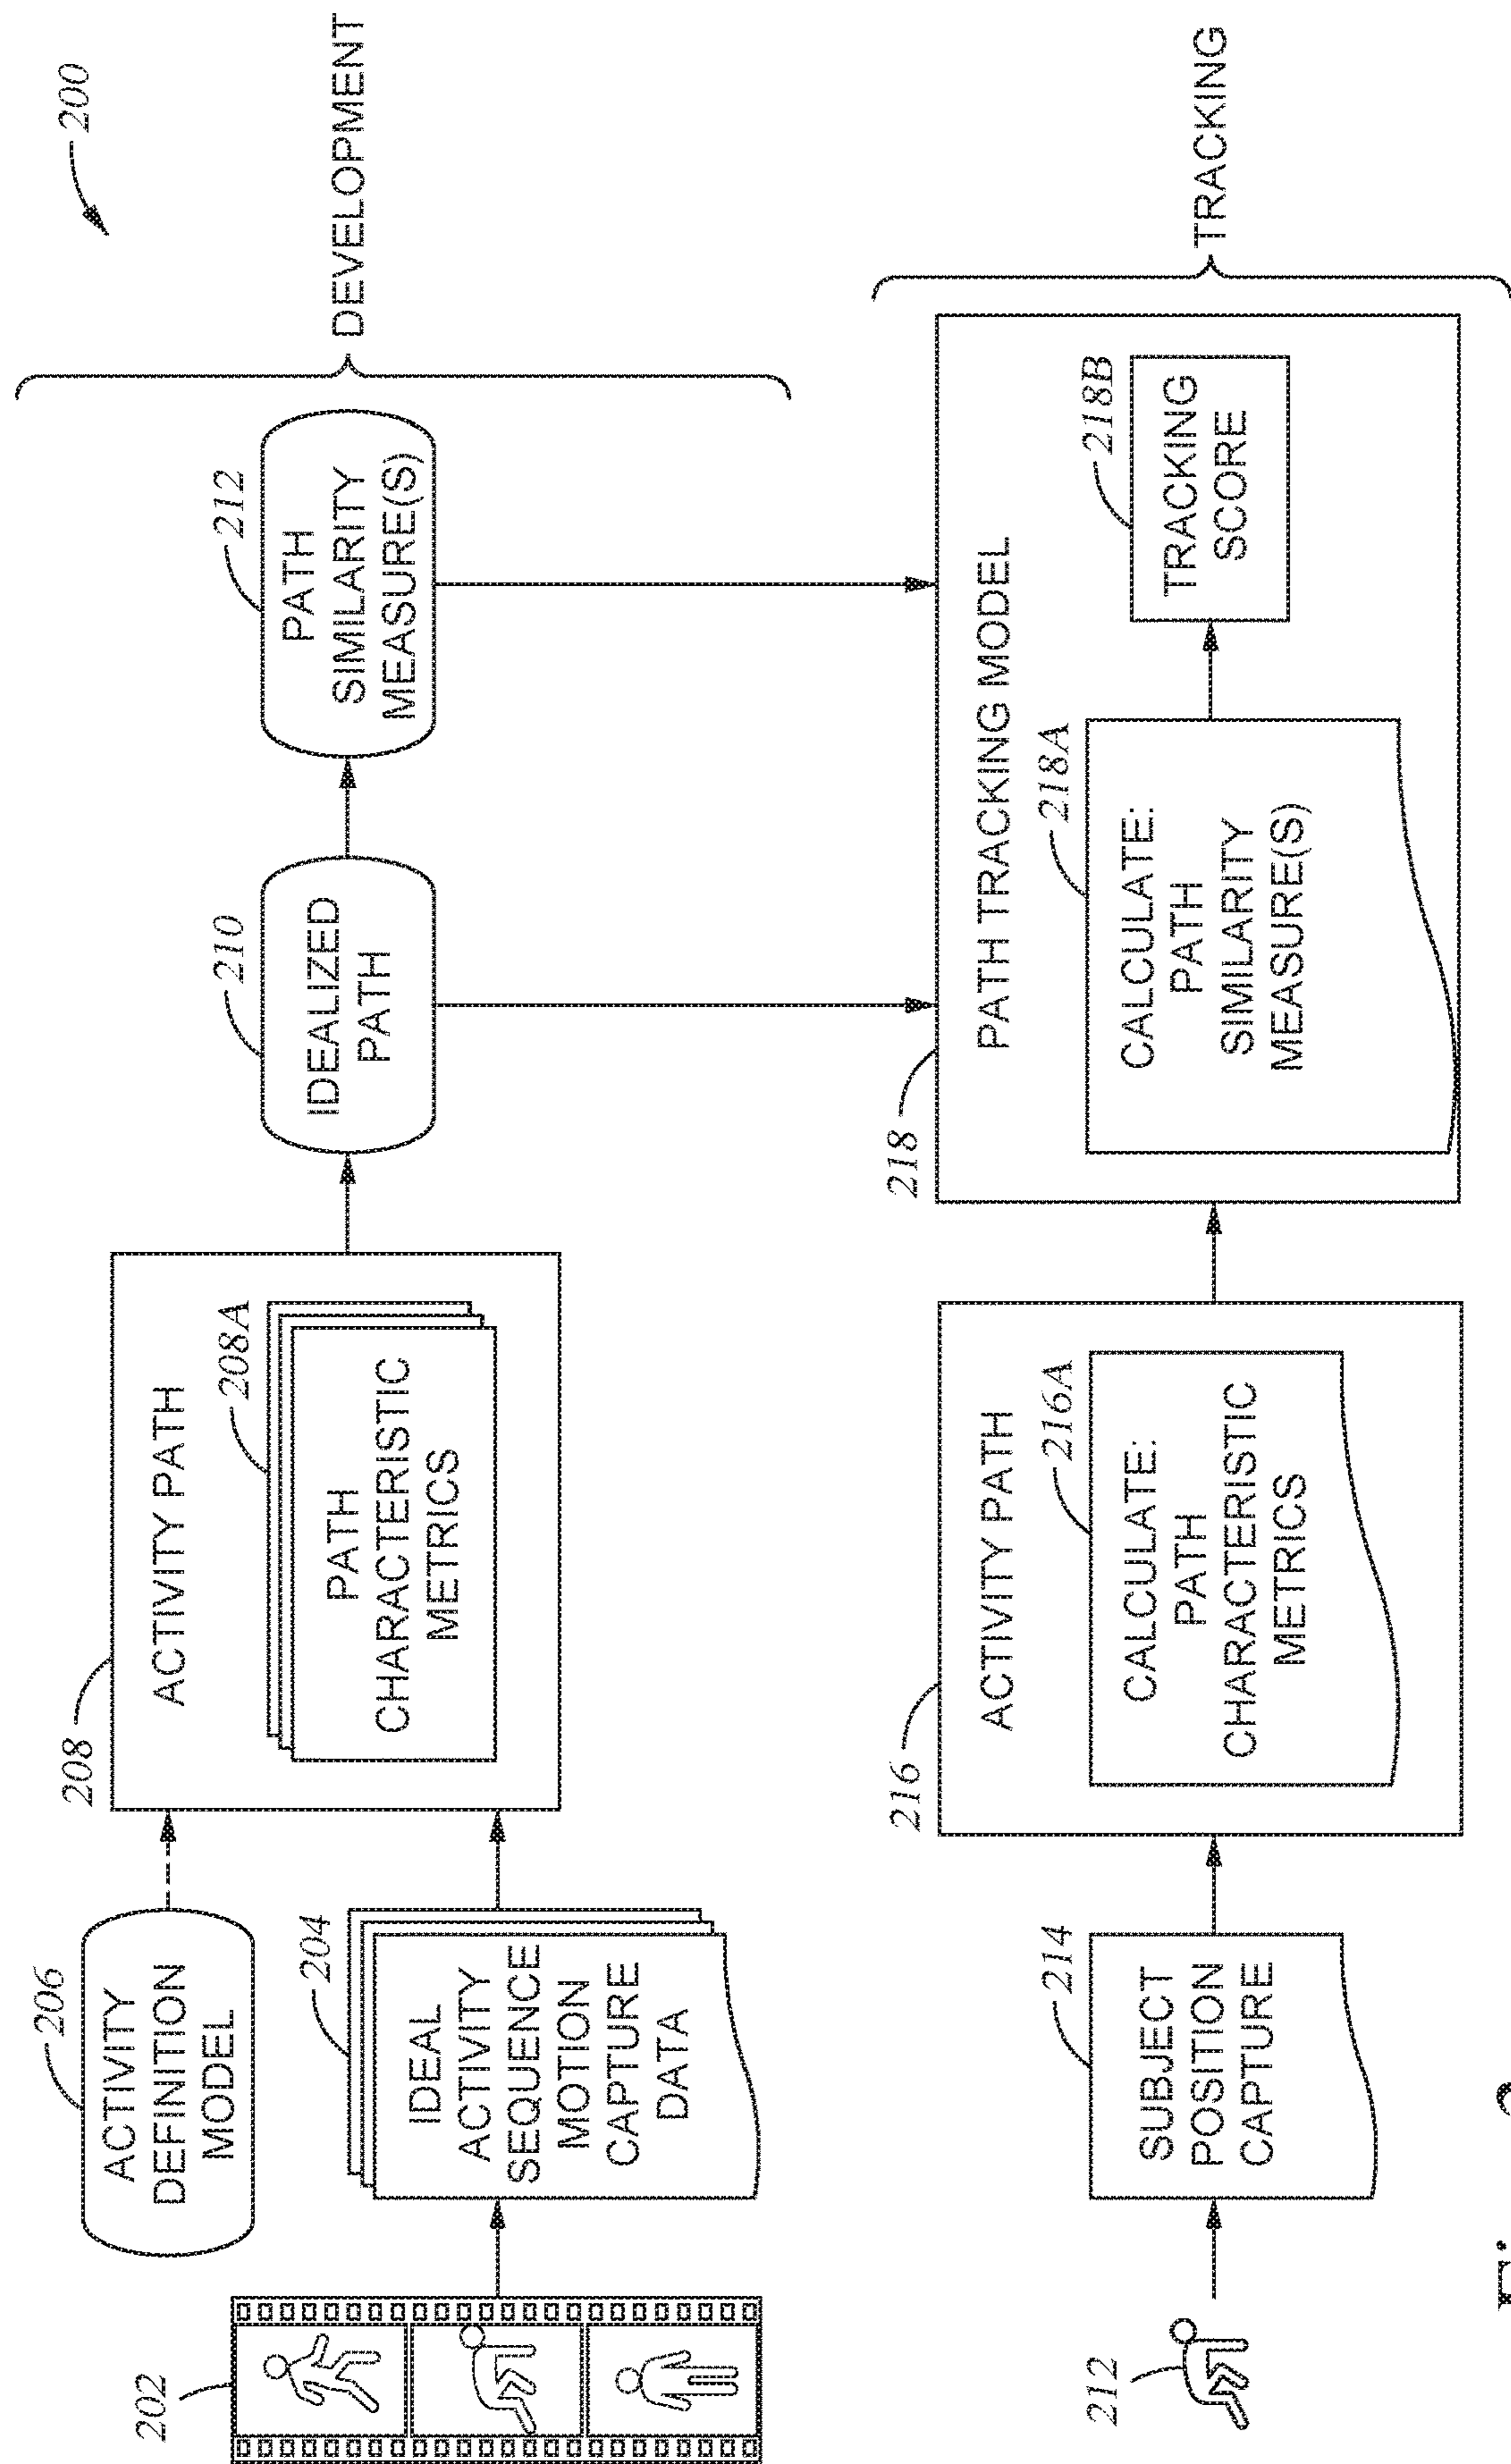 200
DEVELOPMENT
202
204
IDEAL
ACTIVITY
SEQUENCE
MOTION
CAPTURE
DATA
206
ACTIVITY
DEFINITION
MODEL
208
ACTIVITY PATH
208A
PATH
CHARACTERISTIC
METRICS
210
IDEALIZED
PATH
212
PATH
SIMILARITY
MEASURE(S)
TRACKING
212
214
SUBJECT
POSITION
CAPTURE
216
ACTIVITY PATH
216A
CALCULATE:
PATH
CHARACTERISTIC
METRICS
218
PATH TRACKING MODEL
218A
CALCULATE:
PATH
SIMILARITY
MEASURE(S)
218B
TRACKING
SCORE